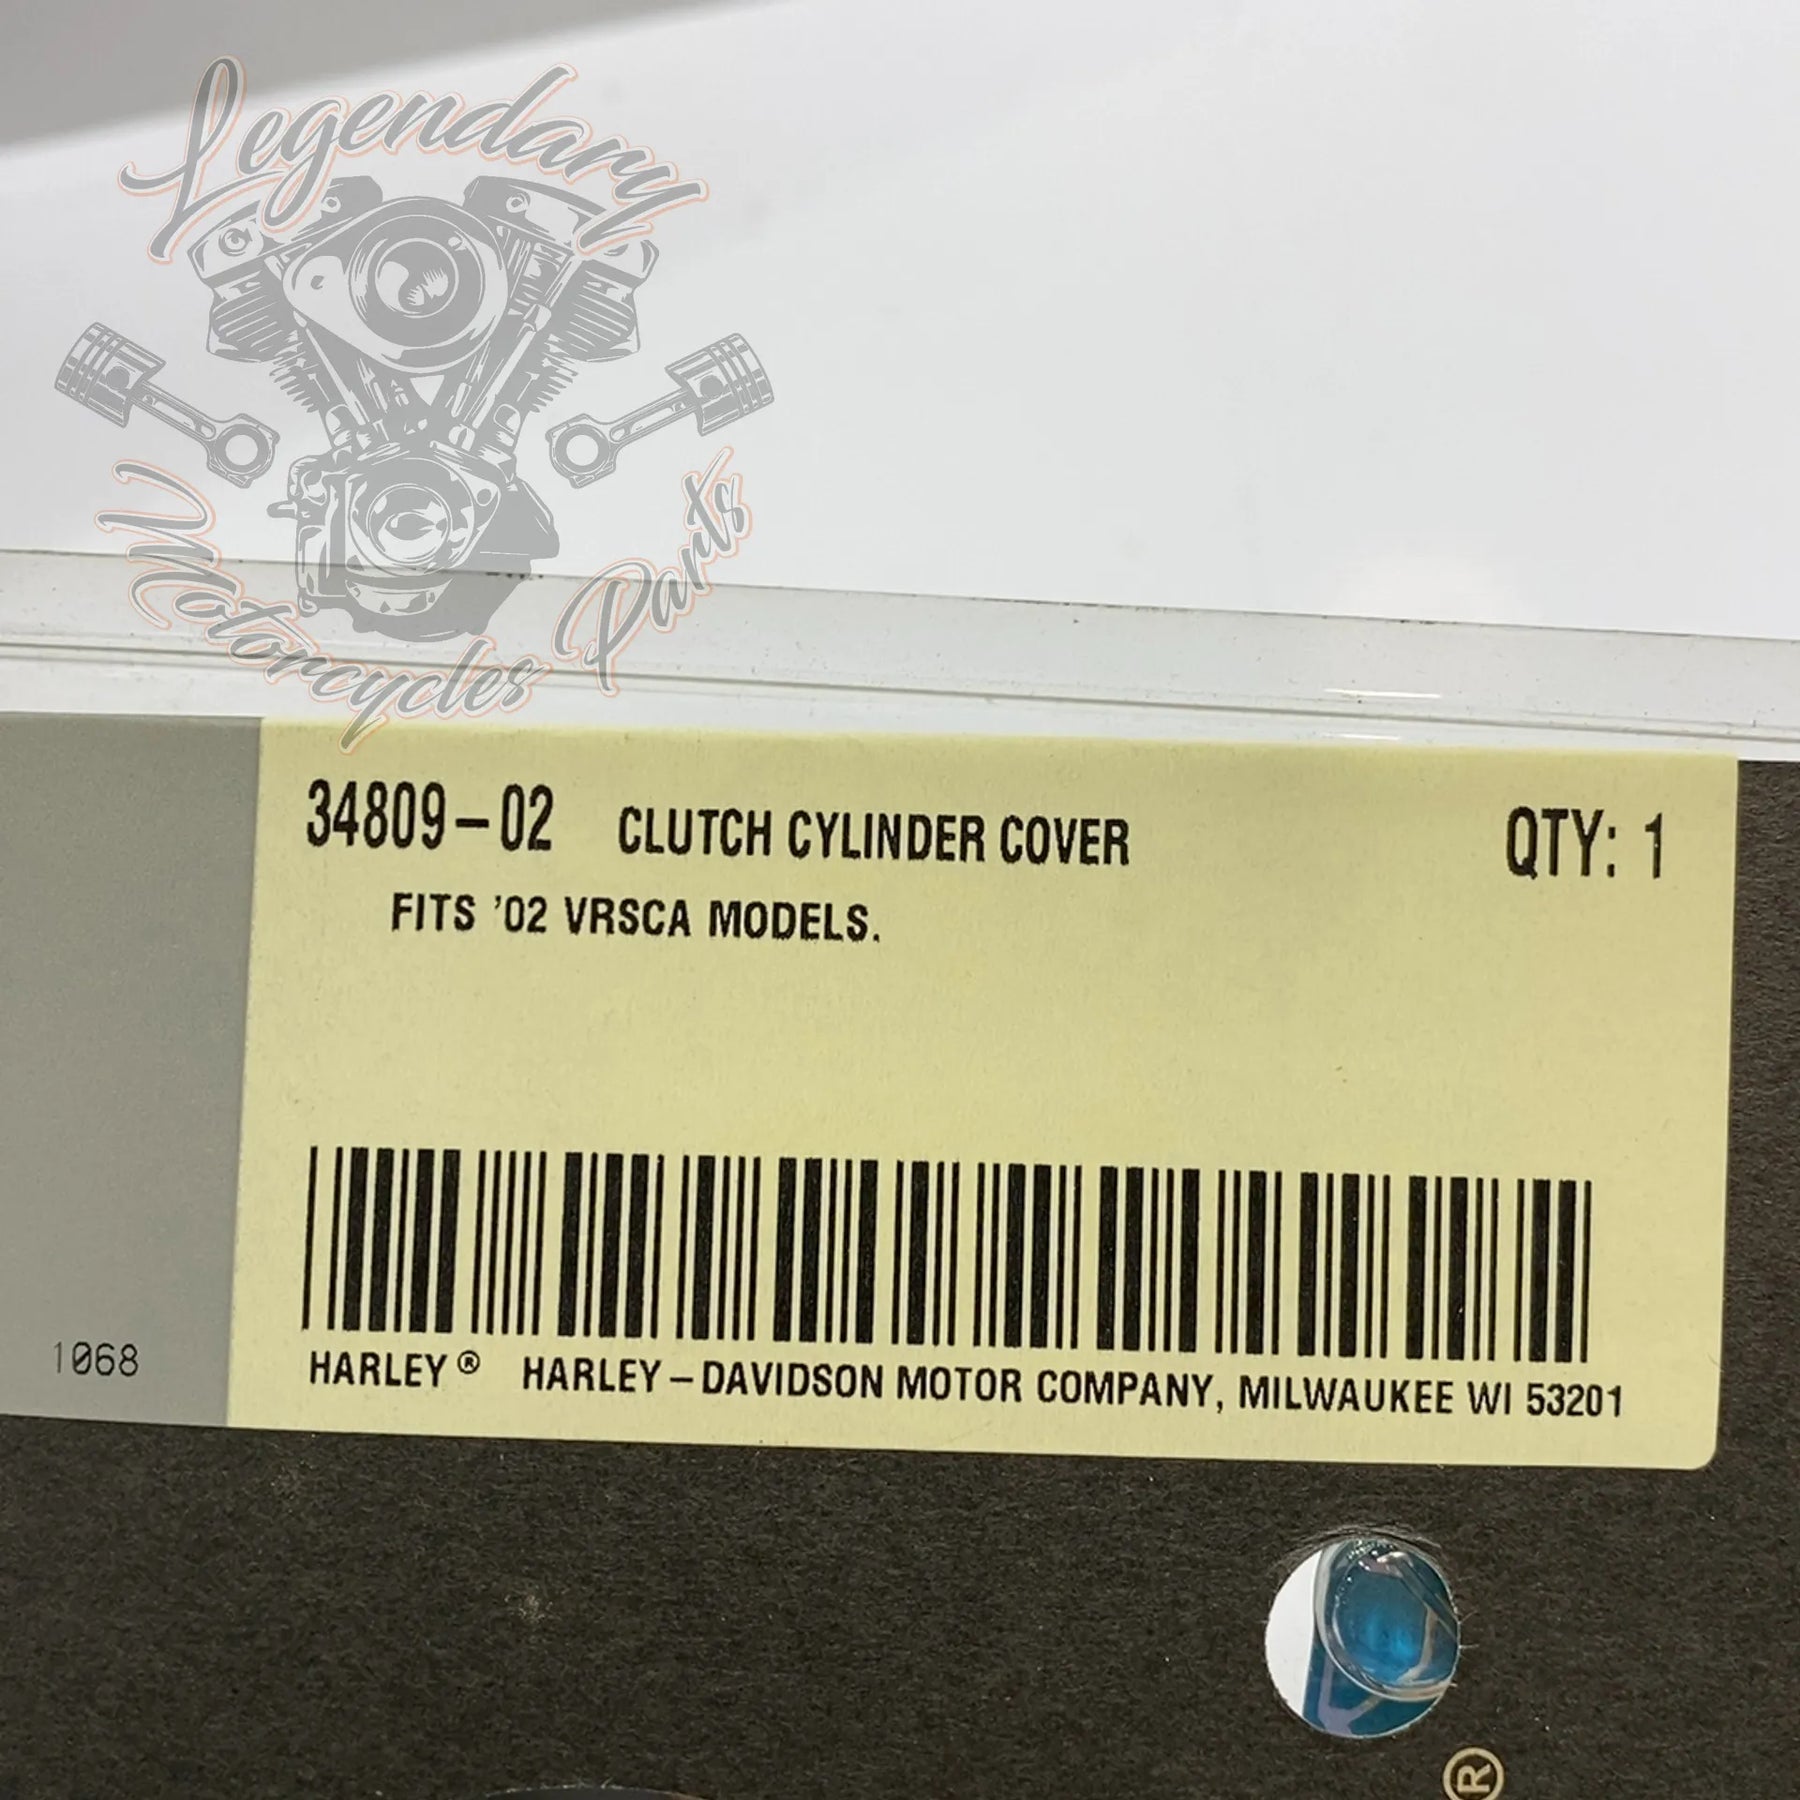 Legendary
Motorcycles Parts
34809-02 CLUTCH CYLINDER COVER QTY: 1
FITS '02 VRSCA MODELS.
1068
HARLEY® HARLEY-DAVIDSON MOTOR COMPANY, MILWAUKEE WI 53201
®